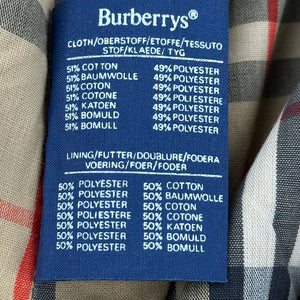 Burberrys®
CLOTH/OBERSTOFF/ETOFFE/TESSUTO
STOF/KLAEDE/TYG
51% COTTON 49% POLYESTER
51% BAUMWOLLE 49% POLYESTER
51% COTON 49% POLYESTER
51% COTONE 49% POLIESTERE
51% KATOEN 49% POLYESTER
51% BOMULD 49% POLYESTER
51% BOMULL 49% POLYESTER
LINING/FUTTER/DOUBLURE/FODERA
VOERING/FOER/FODER
50% POLYESTER 50% COTTON
50% POLYESTER 50% BAUMWOLLE
50% POLYESTER 50% COTON
50% POLIESTERE 50% COTONE
50% POLYESTER 50% KATOEN
50% POLYESTER 50% BOMULD
50% POLYESTER 50% BOMULL